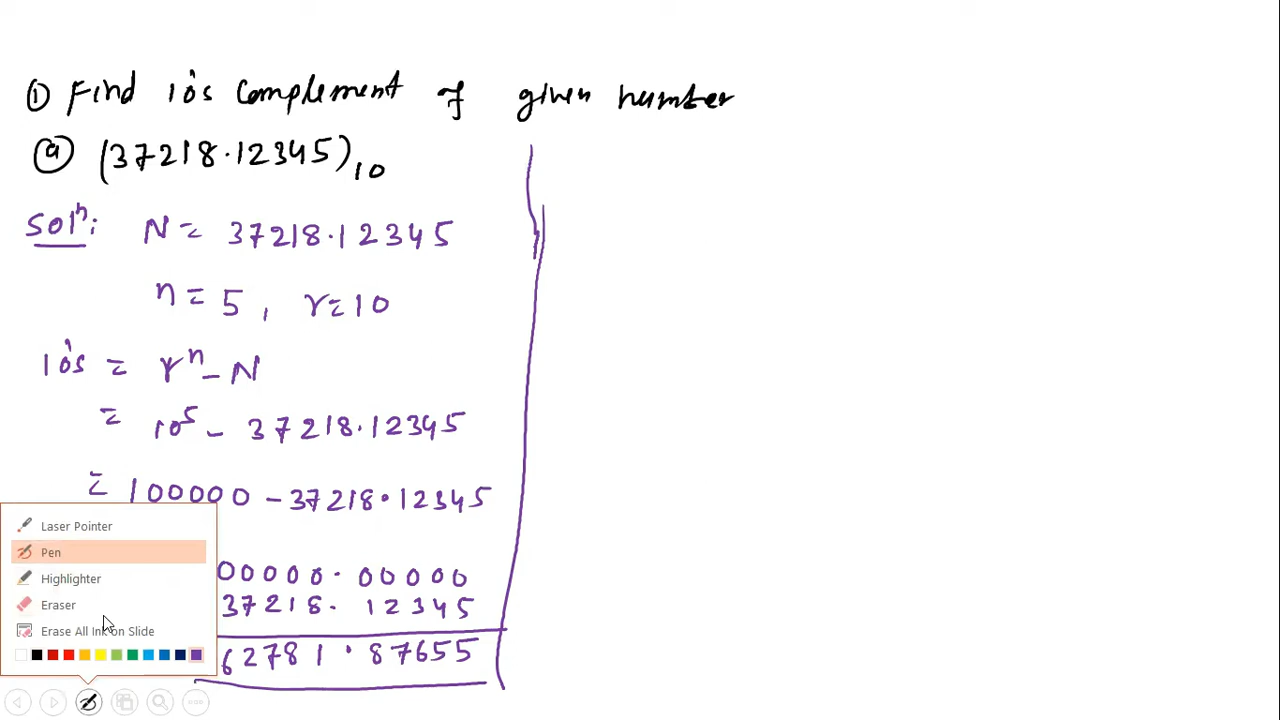 ① Find 10's complement of given number
ⓐ (37218.12345)10
Solⁿ: N = 37218.12345
n = 5, r = 10
10's = rⁿ - N
= 10⁵ - 37218.12345
= 100000 - 37218.12345
00000.00000
37218.12345
62781.87655
Laser Pointer
Pen
Highlighter
Eraser
Erase All Ink on Slide